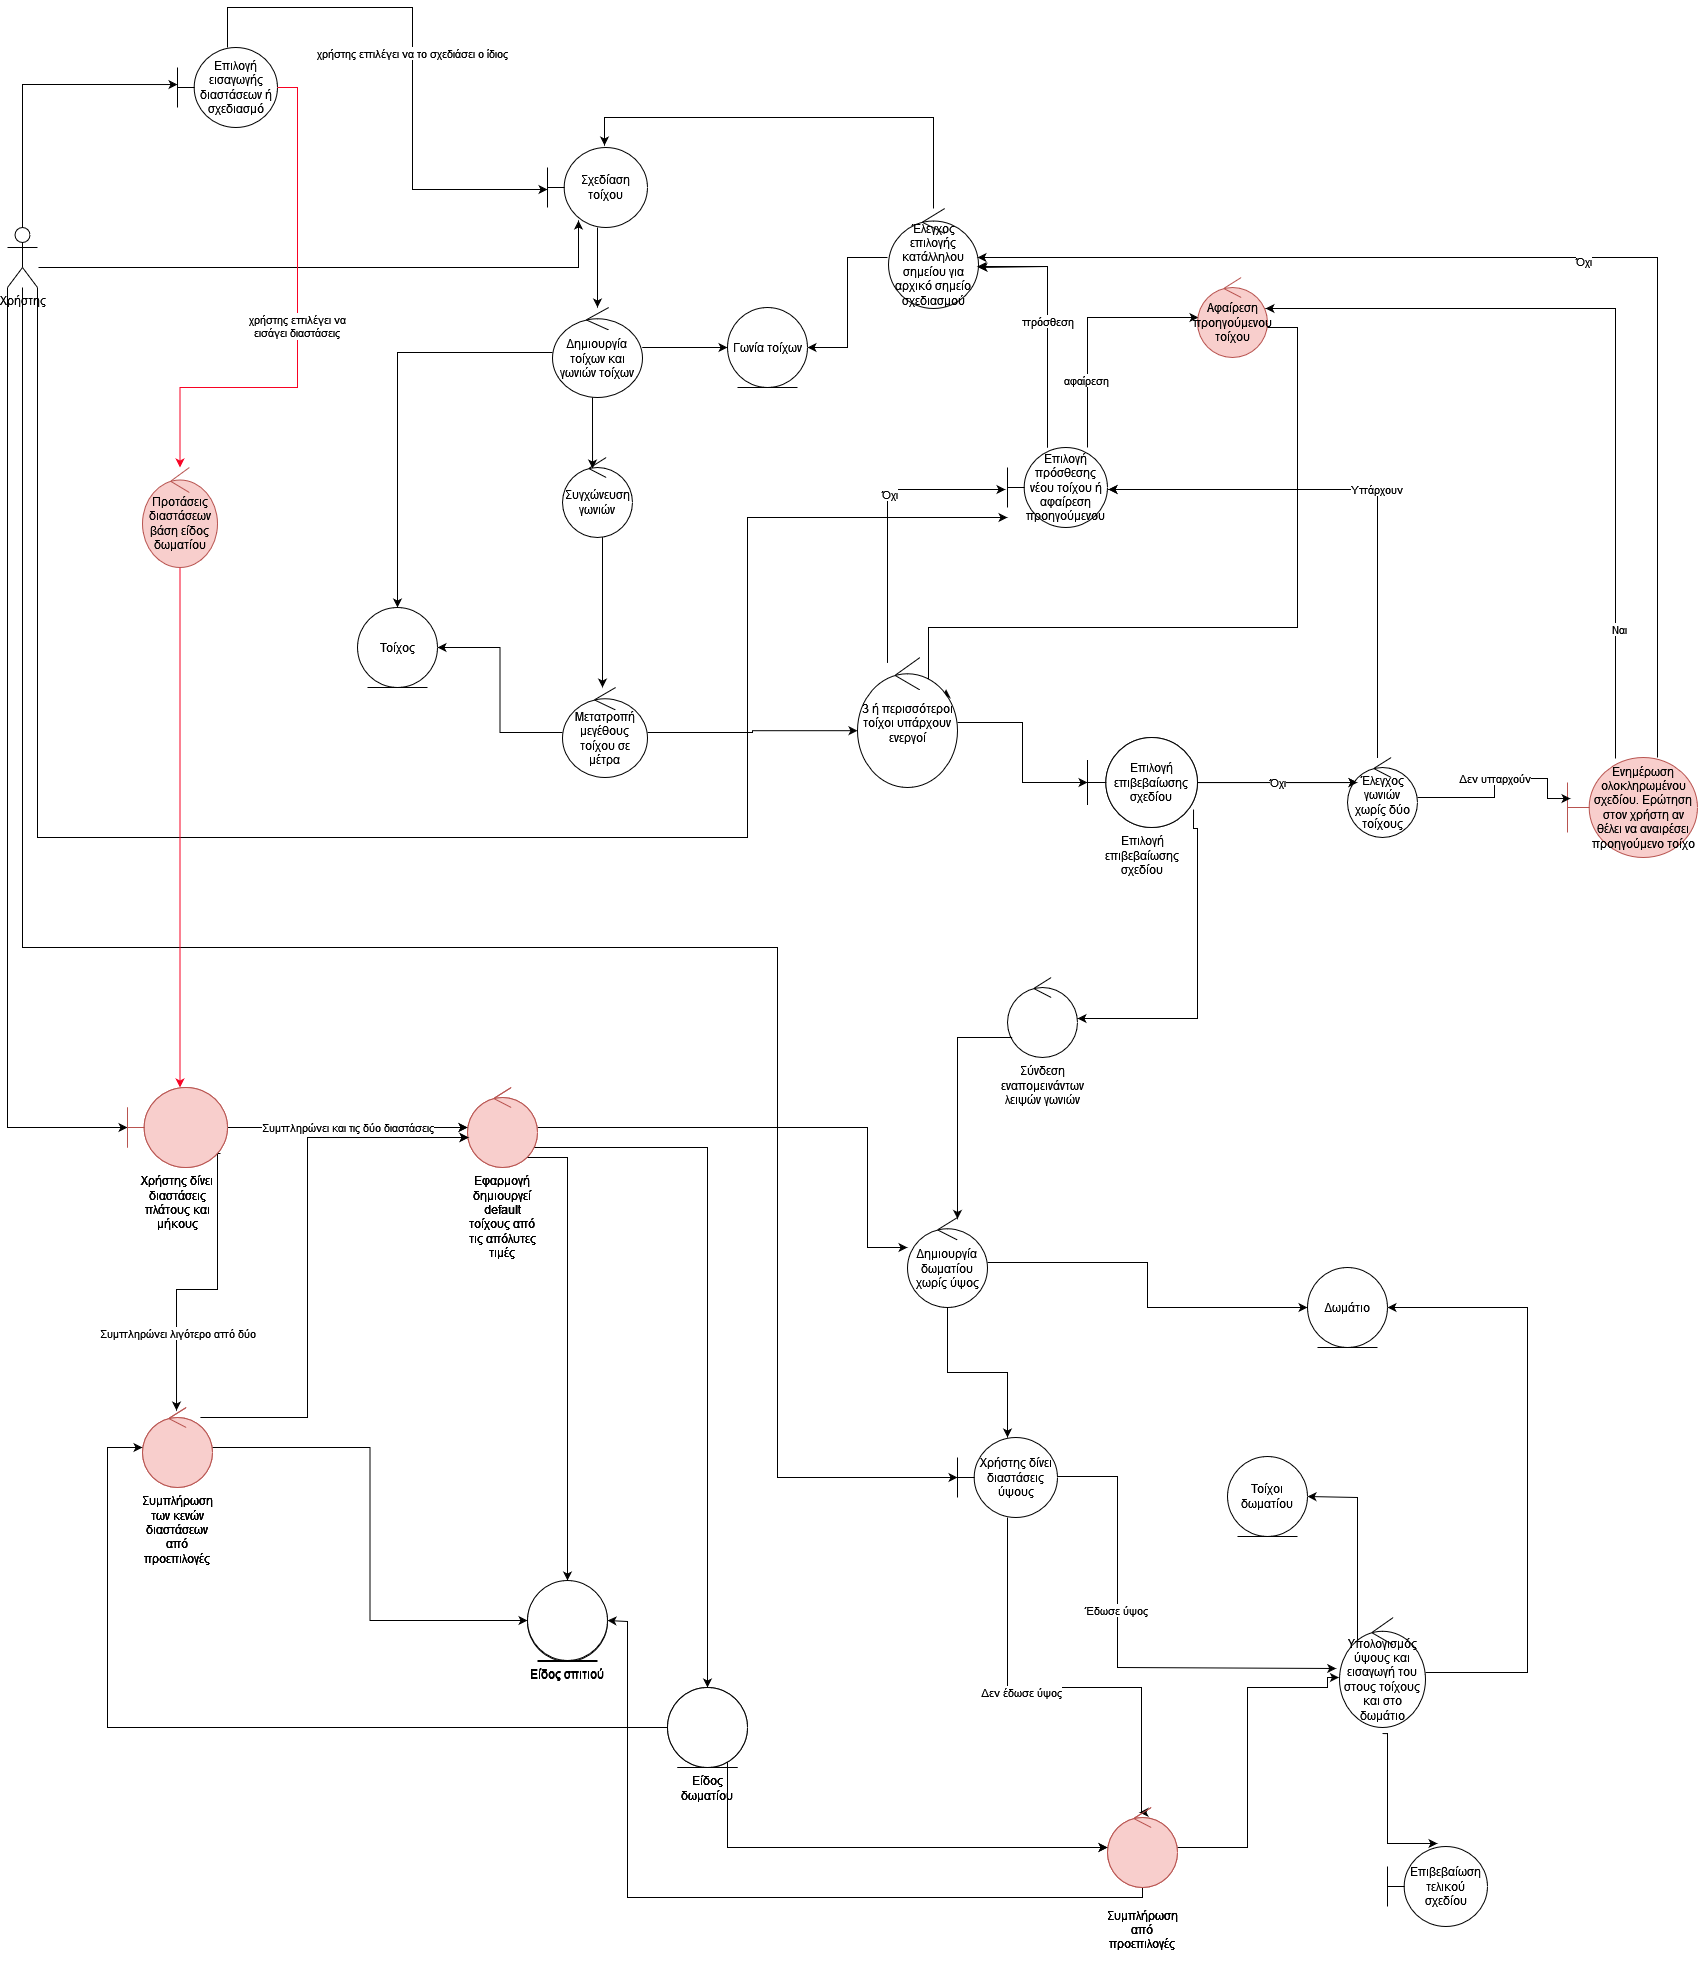 Επιλογή
εισαγωγής
διαστάσεων ή
σχεδιασμό
χρήστης επιλέγει να το σχεδιάσει ο ίδιος
Σχεδίαση
τοίχου
Χρήστης
χρήστης επιλέγει να
εισάγει διαστάσεις
Δημιουργία
τοίχων και
γωνιών τοίχων
Γωνία τοίχων
Έλεγχος
επιλογής
κατάλληλου
σημείου για
αρχικό σημείο
σχεδιασμού
Όχι
πρόσθεση
Αφαίρεση
προηγούμενου
τοίχου
αφαίρεση
Προτάσεις
διαστάσεων
βάση είδος
δωματίου
Συγχώνευση
γωνιών
Όχι
Επιλογή
πρόσθεσης
νέου τοίχου ή
αφαίρεση
προηγούμενου
Υπάρχουν
Ναι
Τοίχος
Μετατροπή
μεγέθους
τοίχου σε
μέτρα
3 ή περισσότεροι
τοίχοι υπάρχουν
ενεργοί
Επιλογή
επιβεβαίωσης
σχεδίου
Επιλογή
επιβεβαίωσης
σχεδίου
Όχι
Έλεγχος
γωνιών
χωρίς δύο
τοίχους
Δεν υπαρχούν
Ενημέρωση
ολοκληρωμένου
σχεδίου. Ερώτηση
στον χρήστη αν
θέλει να αναιρέσει
προηγούμενο τοίχο
Σύνδεση
εναπομεινάντων
λειψών γωνιών
Συμπληρώνει και τις δύο διαστάσεις
Χρήστης δίνει
διαστάσεις
πλάτους και
μήκους
Εφαρμογή
δημιουργεί
default
τοίχους από
τις απόλυτες
τιμές
Δημιουργία
δωματίου
χωρίς ύψος
Δωμάτιο
Συμπληρώνει λιγότερο από δύο
Συμπλήρωση
των κενών
διαστάσεων
από
προεπιλογές
Χρήστης δίνει
διαστάσεις
ύψους
Τοίχοι
δωματίου
Έδωσε ύψος
Είδος σπιτιού
Δεν έδωσε ύψος
Υπολογισμός
ύψους και
εισαγωγή του
στους τοίχους
και στο
δωμάτιο
Είδος
δωματίου
Επιβεβαίωση
τελικού
σχεδίου
Συμπλήρωση
από
προεπιλογές